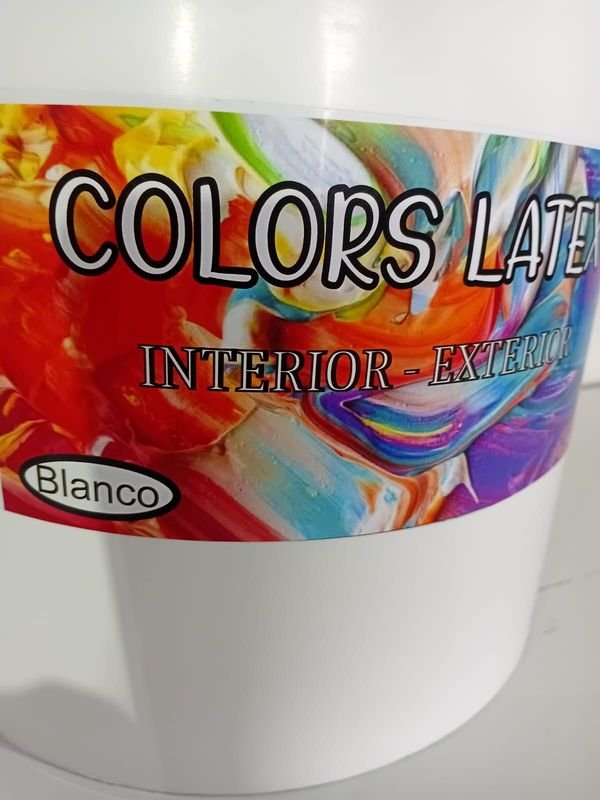 COLORS LATEX
INTERIOR - EXTERIOR
Blanco